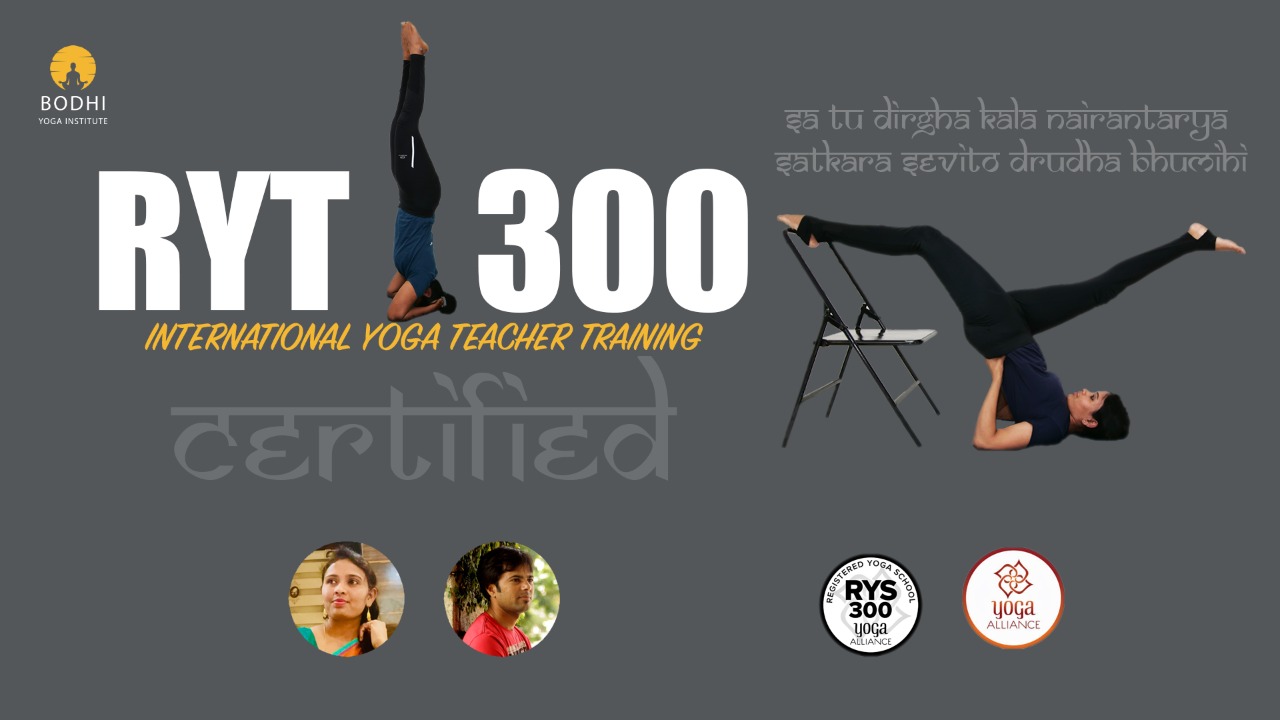 BODHI
YOGA INSTITUTE
sa tu dirgha kala nairantarya
satkara sevito drudha bhumihi
RYT 300
INTERNATIONAL YOGA TEACHER TRAINING
certified
REGISTERED YOGA SCHOOL
RYS
300
yoga
ALLIANCE
yoga
ALLIANCE